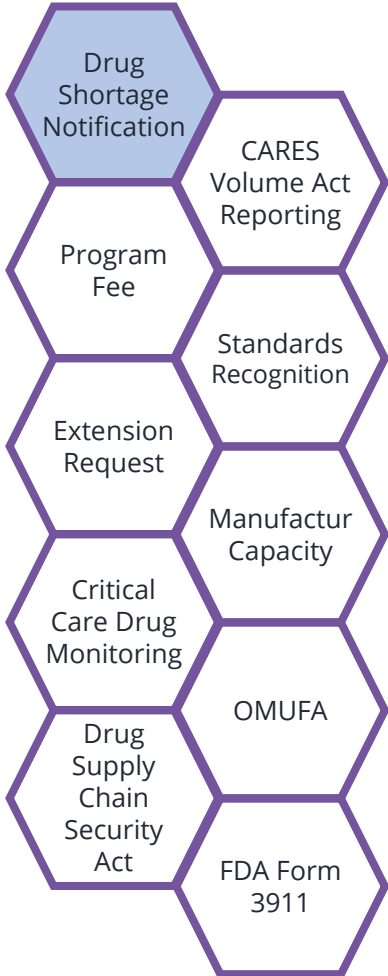 Drug
Shortage
Notification
CARES
Volume Act
Reporting
Program
Fee
Standards
Recognition
Extension
Request
Manufactur
Capacity
Critical
Care Drug
Monitoring
OMUFA
Drug
Supply
Chain
Security
Act
FDA Form
3911